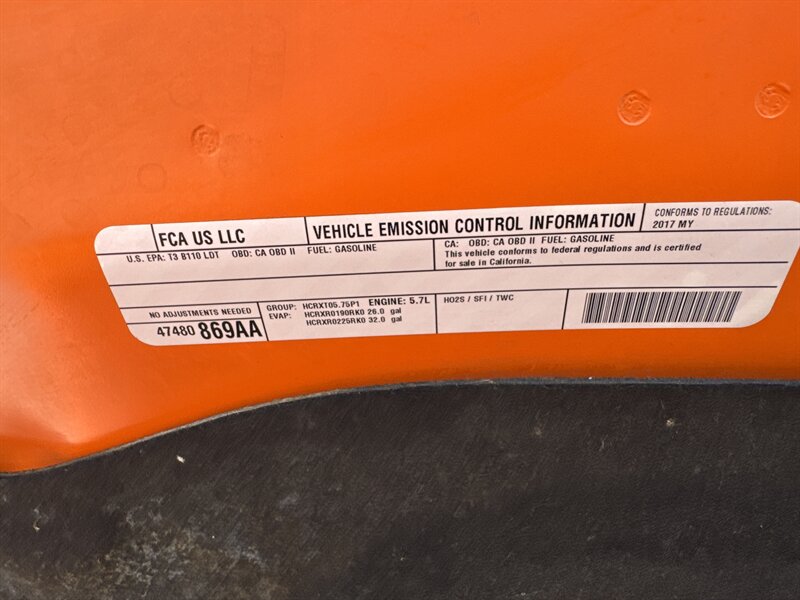 FCA US LLC
VEHICLE EMISSION CONTROL INFORMATION
CONFORMS TO REGULATIONS:
2017 MY
U.S. EPA: T3 B110 LDT OBD: CA OBD II FUEL: GASOLINE
CA: OBD: CA OBD II FUEL: GASOLINE
This vehicle conforms to federal regulations and is certified
for sale in California.
NO ADJUSTMENTS NEEDED
47480 869AA
GROUP: HCRXT05.75P1 ENGINE: 5.7L
EVAP: HCRXR0190RK0 26.0 gal
HCRXR0225RK0 32.0 gal
HO2S / SFI / TWC